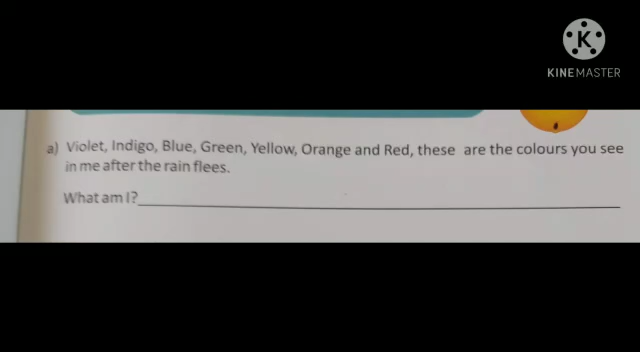 KINEMASTER
a) Violet, Indigo, Blue, Green, Yellow, Orange and Red, these are the colours you see
in me after the rain flees.
What am I?